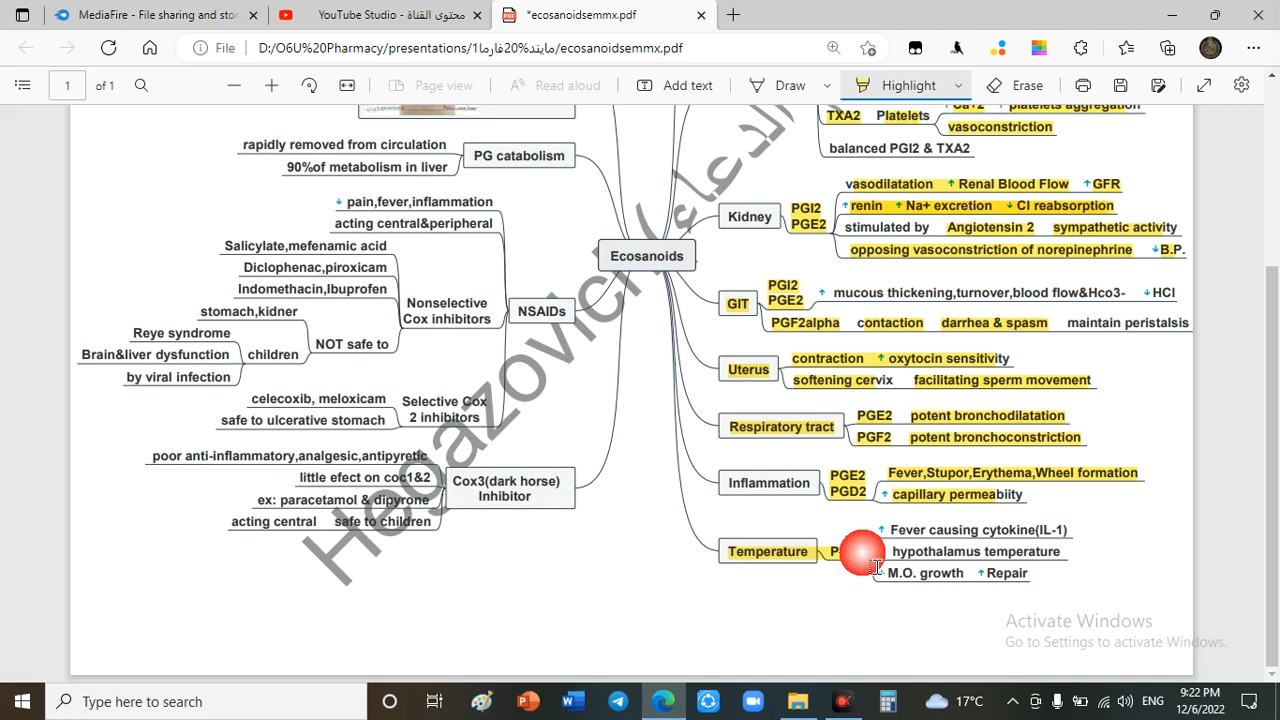 MediaFire - File sharing and stor
YouTube Studio - محتوى القناة
*ecosanoidsemmx.pdf
File
D:/O6U%20Pharmacy/presentations/1مايند%20فارما/ecosanoidsemmx.pdf
1 of 1
Page view
Read aloud
Add text
Draw
Highlight
Erase
TXA2 Platelets
Ca+2 platelets aggregation
vasoconstriction
balanced PGI2 & TXA2
rapidly removed from circulation
90%of metabolism in liver
PG catabolism
↓ pain,fever,inflammation
acting central&peripheral
Salicylate,mefenamic acid
Diclophenac,piroxicam
Indomethacin,Ibuprofen
Nonselective
Cox inhibitors
stomach,kidner
Reye syndrome
Brain&liver dysfunction
by viral infection
children
NOT safe to
NSAIDs
celecoxib, meloxicam
safe to ulcerative stomach
Selective Cox
2 inhibitors
poor anti-inflammatory,analgesic,antipyretic
little efect on coc1&2
ex: paracetamol & dipyrone
acting central safe to children
Cox3(dark horse)
Inhibitor
Ecosanoids
Kidney
PGI2
PGE2
vasodilatation ↑ Renal Blood Flow ↑GFR
↑renin ↑ Na+ excretion ↓ Cl reabsorption
stimulated by Angiotensin 2 sympathetic activity
opposing vasoconstriction of norepinephrine ↓B.P.
GIT
PGI2
PGE2
↑ mucous thickening,turnover,blood flow&Hco3- ↓HCl
PGF2alpha contaction darrhea & spasm maintain peristalsis
Uterus
contraction ↑ oxytocin sensitivity
softening cervix facilitating sperm movement
Respiratory tract
PGE2 potent bronchodilatation
PGF2 potent bronchoconstriction
Inflammation
PGE2
PGD2
Fever,Stupor,Erythema,Wheel formation
↑ capillary permeabiity
Temperature
↑ Fever causing cytokine(IL-1)
hypothalamus temperature
M.O. growth ↑Repair
Hegazovich
الدعاء
Activate Windows
Go to Settings to activate Windows.
Type here to search
17°C
ENG
9:22 PM
12/6/2022